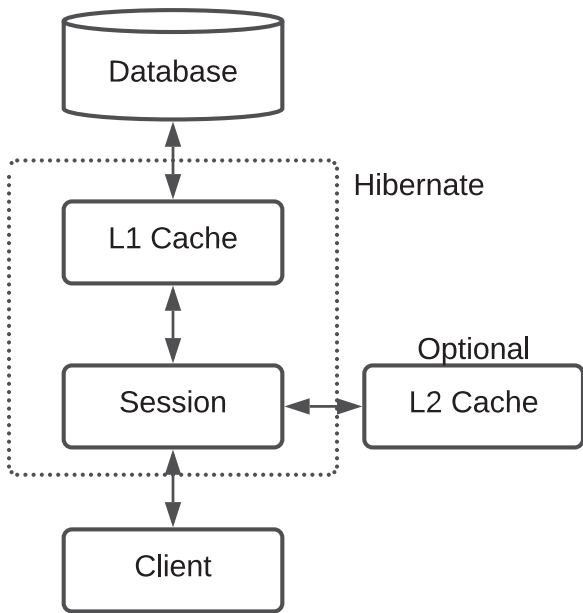 Database
Hibernate
L1 Cache
Optional
Session
L2 Cache
Client